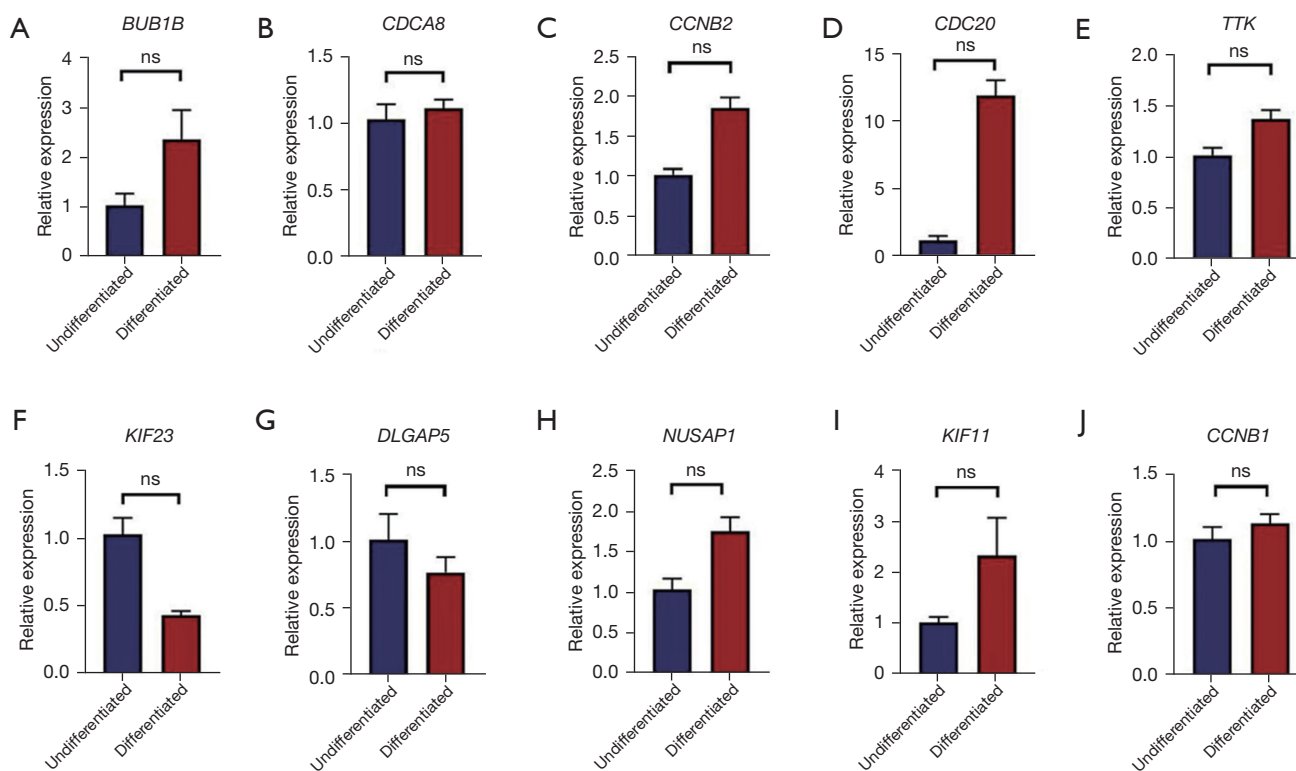 A
BUB1B
ns
4
3
2
1
0
Relative expression
Undifferentiated
Differentiated
B
CDCA8
ns
1.5
1.0
0.5
0.0
Relative expression
Undifferentiated
Differentiated
C
CCNB2
ns
2.5
2.0
1.5
1.0
0.5
0.0
Relative expression
Undifferentiated
Differentiated
D
CDC20
ns
15
10
5
0
Relative expression
Undifferentiated
Differentiated
E
TTK
ns
2.0
1.5
1.0
0.5
0.0
Relative expression
Undifferentiated
Differentiated
F
KIF23
ns
1.5
1.0
0.5
0.0
Relative expression
Undifferentiated
Differentiated
G
DLGAP5
ns
1.5
1.0
0.5
0.0
Relative expression
Undifferentiated
Differentiated
H
NUSAP1
ns
2.5
2.0
1.5
1.0
0.5
0.0
Relative expression
Undifferentiated
Differentiated
I
KIF11
ns
4
3
2
1
0
Relative expression
Undifferentiated
Differentiated
J
CCNB1
ns
1.5
1.0
0.5
0.0
Relative expression
Undifferentiated
Differentiated